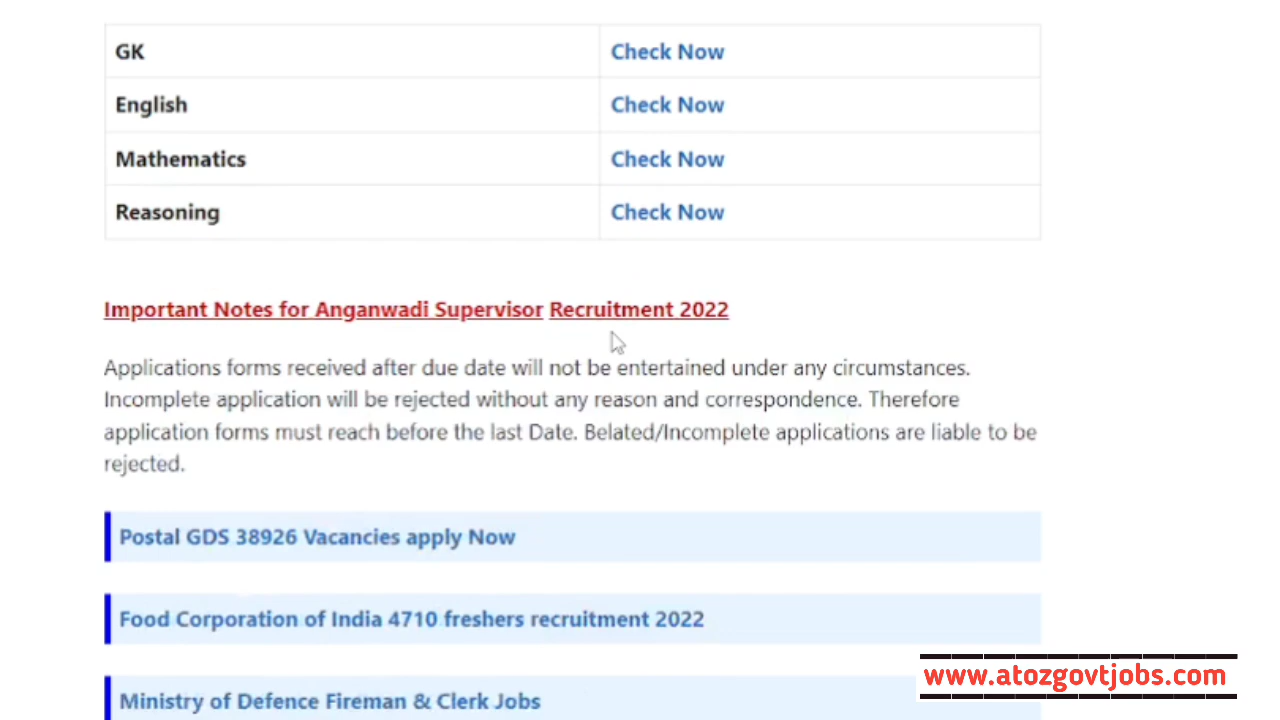 GK Check Now
English Check Now
Mathematics Check Now
Reasoning Check Now
Important Notes for Anganwadi Supervisor Recruitment 2022
Applications forms received after due date will not be entertained under any circumstances.
Incomplete application will be rejected without any reason and correspondence. Therefore
application forms must reach before the last Date. Belated/Incomplete applications are liable to be
rejected.
Postal GDS 38926 Vacancies apply Now
Food Corporation of India 4710 freshers recruitment 2022
Ministry of Defence Fireman & Clerk Jobs
www.atozgovtjobs.com